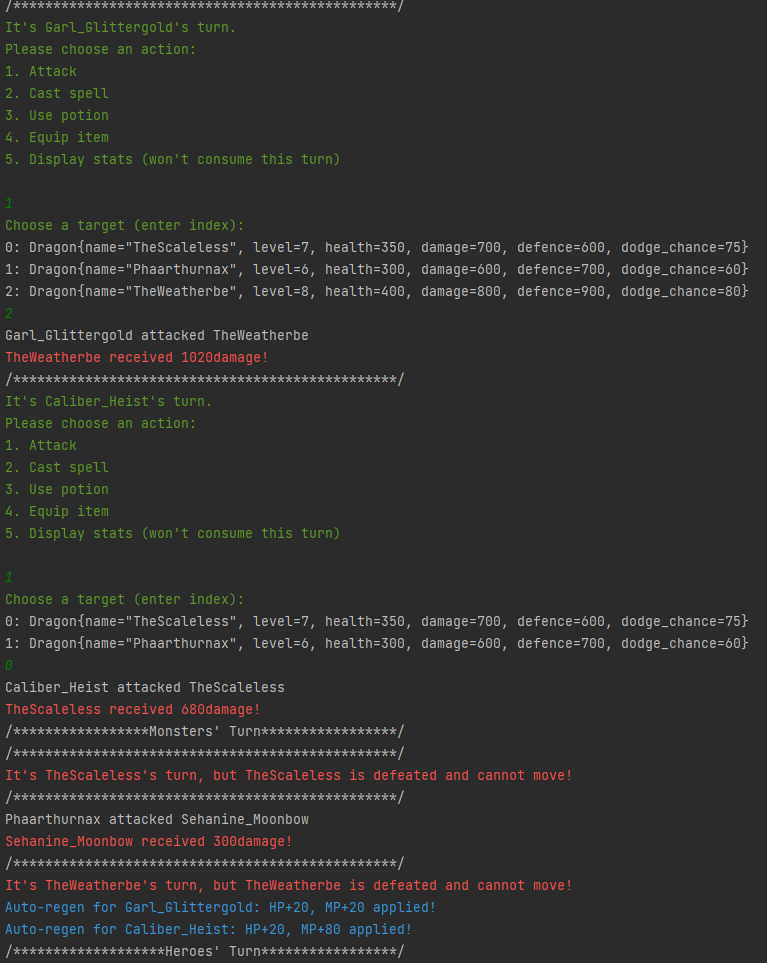 /************************************************/
It's Garl_Glittergold's turn.
Please choose an action:
1. Attack
2. Cast spell
3. Use potion
4. Equip item
5. Display stats (won't consume this turn)
1
Choose a target (enter index):
0: Dragon{name="TheScaleless", level=7, health=350, damage=700, defence=600, dodge_chance=75}
1: Dragon{name="Phaarthurnax", level=6, health=300, damage=600, defence=700, dodge_chance=60}
2: Dragon{name="TheWeatherbe", level=8, health=400, damage=800, defence=900, dodge_chance=80}
2
Garl_Glittergold attacked TheWeatherbe
TheWeatherbe received 1020damage!
/************************************************/
It's Caliber_Heist's turn.
Please choose an action:
1. Attack
2. Cast spell
3. Use potion
4. Equip item
5. Display stats (won't consume this turn)
1
Choose a target (enter index):
0: Dragon{name="TheScaleless", level=7, health=350, damage=700, defence=600, dodge_chance=75}
1: Dragon{name="Phaarthurnax", level=6, health=300, damage=600, defence=700, dodge_chance=60}
0
Caliber_Heist attacked TheScaleless
TheScaleless received 680damage!
/*****************Monsters' Turn*****************/
/************************************************/
It's TheScaleless's turn, but TheScaleless is defeated and cannot move!
/************************************************/
Phaarthurnax attacked Sehanine_Moonbow
Sehanine_Moonbow received 300damage!
/************************************************/
It's TheWeatherbe's turn, but TheWeatherbe is defeated and cannot move!
Auto-regen for Garl_Glittergold: HP+20, MP+20 applied!
Auto-regen for Caliber_Heist: HP+20, MP+80 applied!
/*******************Heroes' Turn*****************/